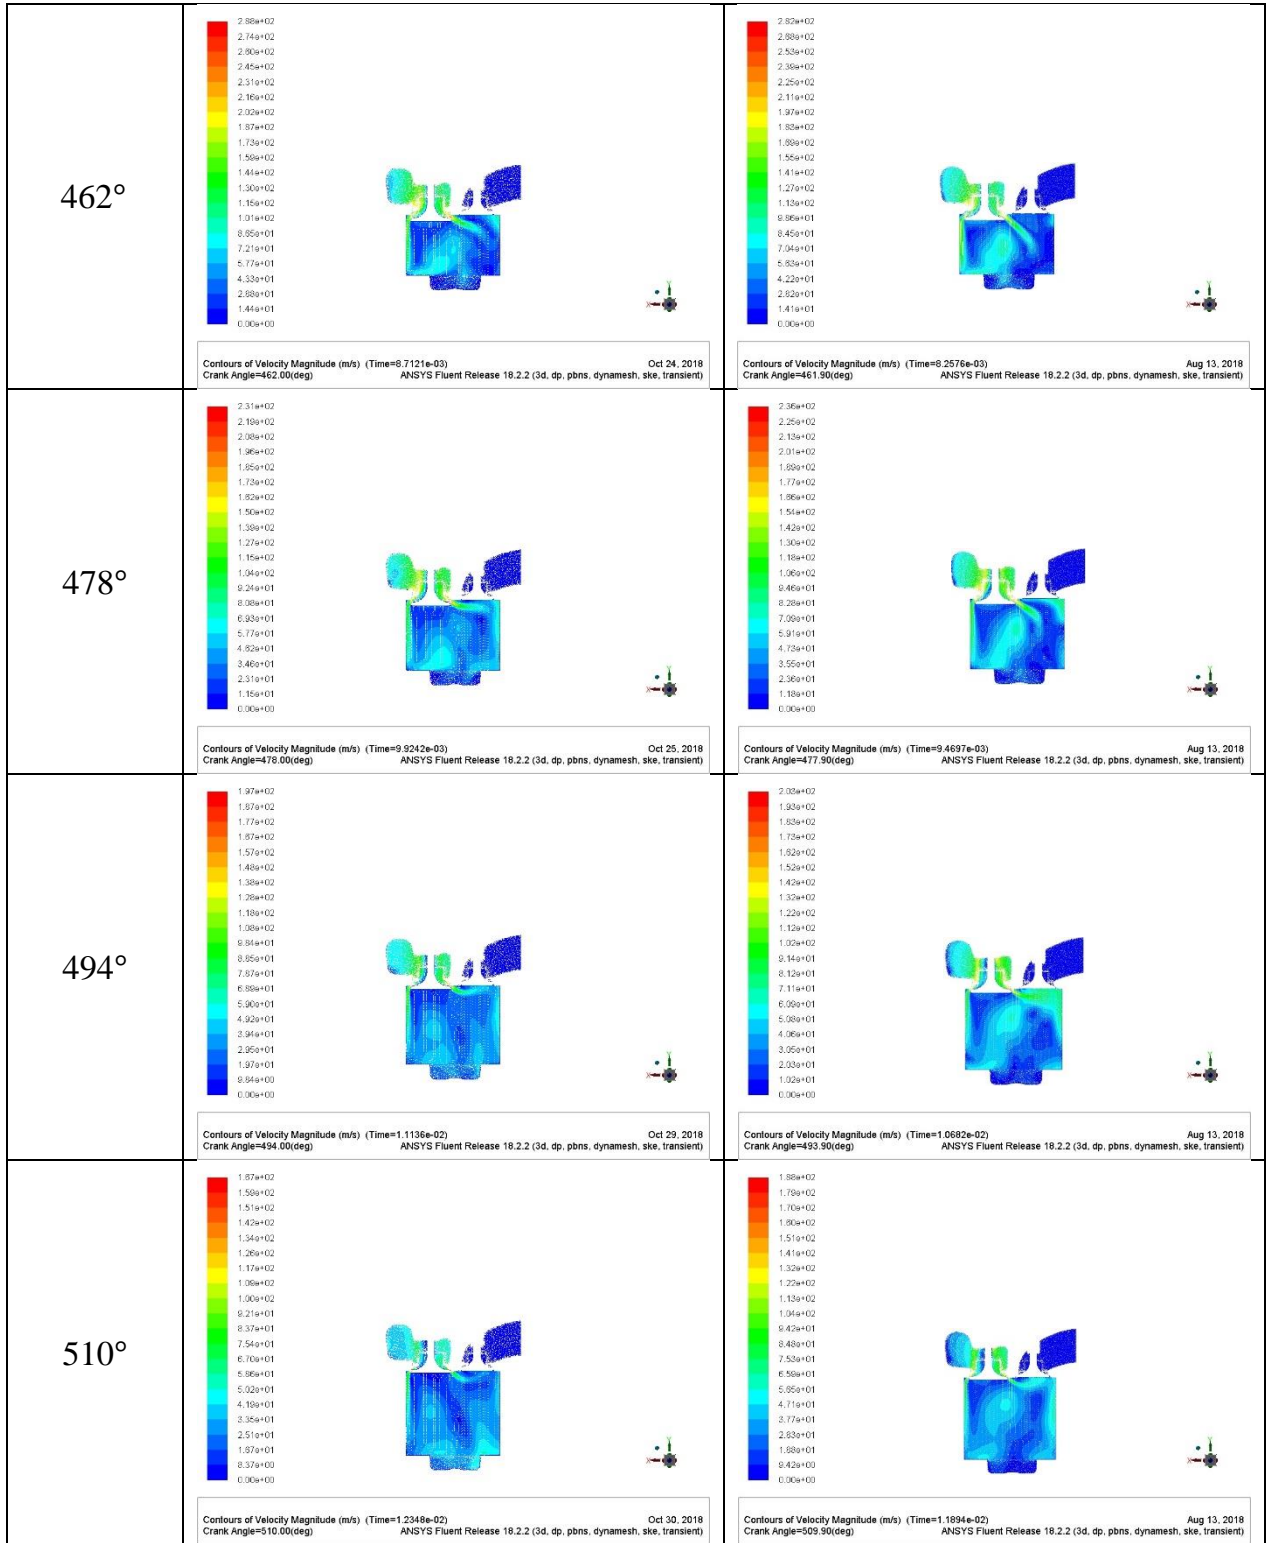 462°
2.88e+02
2.74e+02
2.60e+02
2.45e+02
2.31e+02
2.16e+02
2.02e+02
1.87e+02
1.73e+02
1.59e+02
1.44e+02
1.30e+02
1.15e+02
1.01e+02
8.65e+01
7.21e+01
5.77e+01
4.33e+01
2.88e+01
1.44e+01
0.00e+00
Contours of Velocity Magnitude (m/s) (Time=8.7121e-03) Oct 24, 2018
Crank Angle=462.00(deg) ANSYS Fluent Release 18.2.2 (3d, dp, pbns, dynamesh, ske, transient)
2.82e+02
2.68e+02
2.53e+02
2.39e+02
2.25e+02
2.11e+02
1.97e+02
1.83e+02
1.69e+02
1.55e+02
1.41e+02
1.27e+02
1.13e+02
9.86e+01
8.45e+01
7.04e+01
5.63e+01
4.22e+01
2.82e+01
1.41e+01
0.00e+00
Contours of Velocity Magnitude (m/s) (Time=8.2576e-03) Aug 13, 2018
Crank Angle=461.90(deg) ANSYS Fluent Release 18.2.2 (3d, dp, pbns, dynamesh, ske, transient)
478°
2.31e+02
2.19e+02
2.08e+02
1.96e+02
1.85e+02
1.73e+02
1.62e+02
1.50e+02
1.39e+02
1.27e+02
1.15e+02
1.04e+02
9.24e+01
8.08e+01
6.93e+01
5.77e+01
4.62e+01
3.46e+01
2.31e+01
1.15e+01
0.00e+00
Contours of Velocity Magnitude (m/s) (Time=9.9242e-03) Oct 25, 2018
Crank Angle=478.00(deg) ANSYS Fluent Release 18.2.2 (3d, dp, pbns, dynamesh, ske, transient)
2.36e+02
2.25e+02
2.13e+02
2.01e+02
1.89e+02
1.77e+02
1.66e+02
1.54e+02
1.42e+02
1.30e+02
1.18e+02
1.06e+02
9.46e+01
8.28e+01
7.09e+01
5.91e+01
4.73e+01
3.55e+01
2.36e+01
1.18e+01
0.00e+00
Contours of Velocity Magnitude (m/s) (Time=9.4697e-03) Aug 13, 2018
Crank Angle=477.90(deg) ANSYS Fluent Release 18.2.2 (3d, dp, pbns, dynamesh, ske, transient)
494°
1.97e+02
1.87e+02
1.77e+02
1.67e+02
1.57e+02
1.48e+02
1.38e+02
1.28e+02
1.18e+02
1.08e+02
9.84e+01
8.85e+01
7.87e+01
6.89e+01
5.90e+01
4.92e+01
3.94e+01
2.95e+01
1.97e+01
9.84e+00
0.00e+00
Contours of Velocity Magnitude (m/s) (Time=1.1136e-02) Oct 29, 2018
Crank Angle=494.00(deg) ANSYS Fluent Release 18.2.2 (3d, dp, pbns, dynamesh, ske, transient)
2.03e+02
1.93e+02
1.83e+02
1.73e+02
1.62e+02
1.52e+02
1.42e+02
1.32e+02
1.22e+02
1.12e+02
1.02e+02
9.14e+01
8.12e+01
7.11e+01
6.09e+01
5.08e+01
4.06e+01
3.05e+01
2.03e+01
1.02e+01
0.00e+00
Contours of Velocity Magnitude (m/s) (Time=1.0682e-02) Aug 13, 2018
Crank Angle=493.90(deg) ANSYS Fluent Release 18.2.2 (3d, dp, pbns, dynamesh, ske, transient)
510°
1.67e+02
1.59e+02
1.51e+02
1.42e+02
1.34e+02
1.26e+02
1.17e+02
1.09e+02
1.00e+02
9.21e+01
8.37e+01
7.54e+01
6.70e+01
5.86e+01
5.02e+01
4.19e+01
3.35e+01
2.51e+01
1.67e+01
8.37e+00
0.00e+00
Contours of Velocity Magnitude (m/s) (Time=1.2348e-02) Oct 30, 2018
Crank Angle=510.00(deg) ANSYS Fluent Release 18.2.2 (3d, dp, pbns, dynamesh, ske, transient)
1.88e+02
1.79e+02
1.70e+02
1.60e+02
1.51e+02
1.41e+02
1.32e+02
1.22e+02
1.13e+02
1.04e+02
9.42e+01
8.48e+01
7.53e+01
6.59e+01
5.65e+01
4.71e+01
3.77e+01
2.83e+01
1.88e+01
9.42e+00
0.00e+00
Contours of Velocity Magnitude (m/s) (Time=1.1894e-02) Aug 13, 2018
Crank Angle=509.90(deg) ANSYS Fluent Release 18.2.2 (3d, dp, pbns, dynamesh, ske, transient)